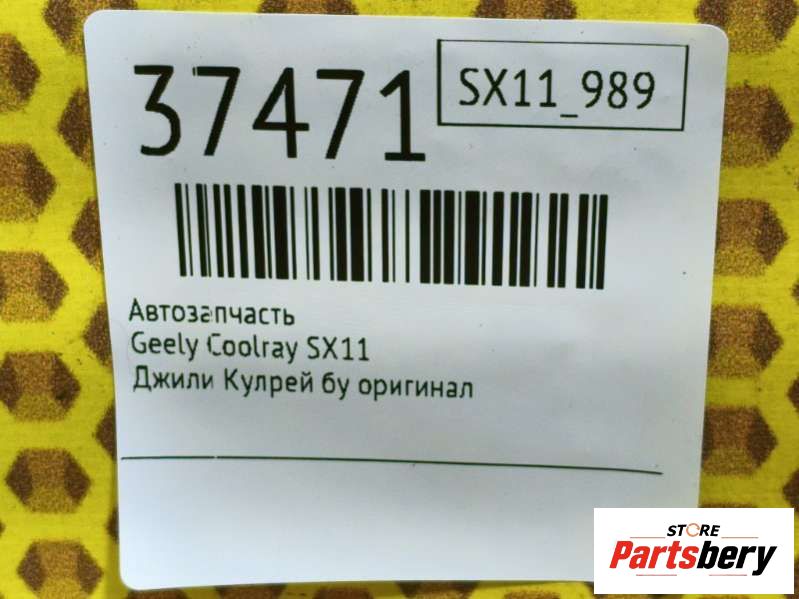 37471
SX11_989
Автозапчасть
Geely Coolray SX11
Джили Кулрей бу оригинал
STORE
Partsbery